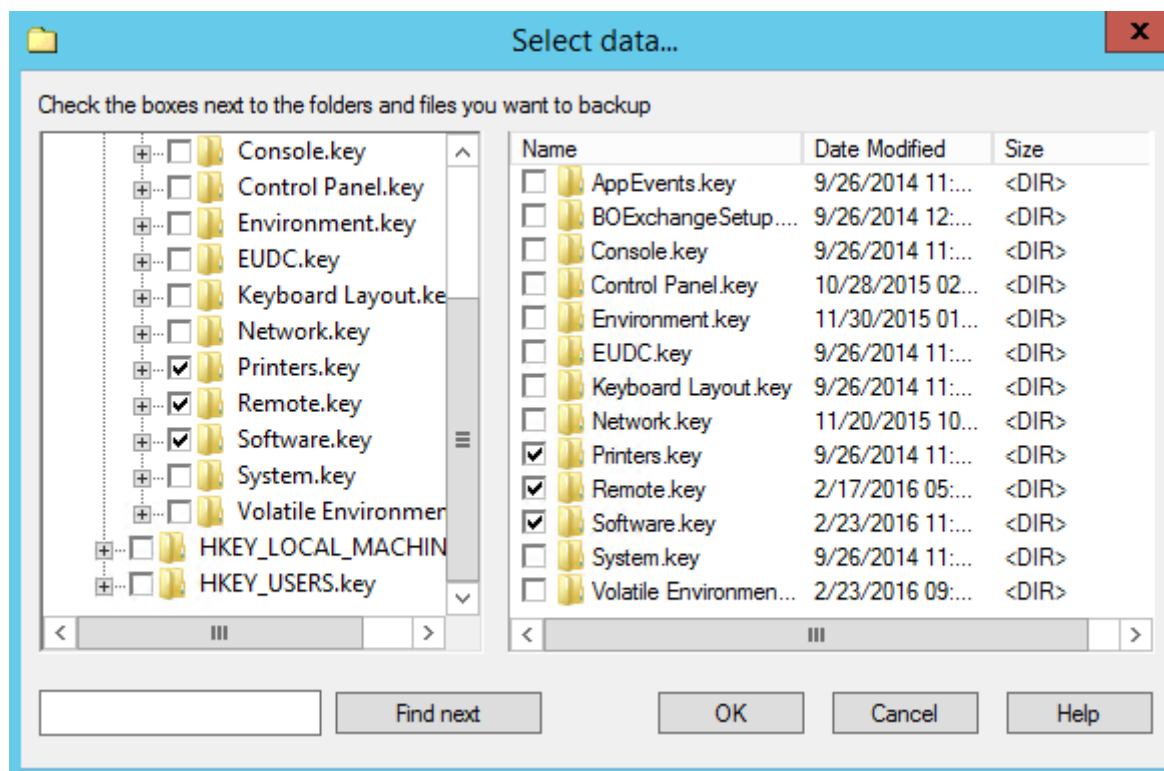 Select data...
x
Check the boxes next to the folders and files you want to backup
Console.key
Control Panel.key
Environment.key
EUDC.key
Keyboard Layout.ke
Network.key
Printers.key
Remote.key
Software.key
System.key
Volatile Environmer
HKEY_LOCAL_MACHIN
HKEY_USERS.key
Name Date Modified Size
AppEvents.key 9/26/2014 11:... <DIR>
BOExchangeSetup.... 9/26/2014 12:... <DIR>
Console.key 9/26/2014 11:... <DIR>
Control Panel.key 10/28/2015 02... <DIR>
Environment.key 11/30/2015 01... <DIR>
EUDC.key 9/26/2014 11:... <DIR>
Keyboard Layout.key 9/26/2014 11:... <DIR>
Network.key 11/20/2015 10... <DIR>
Printers.key 9/26/2014 11:... <DIR>
Remote.key 2/17/2016 05:... <DIR>
Software.key 2/23/2016 11:... <DIR>
System.key 9/26/2014 11:... <DIR>
Volatile Environmen... 2/23/2016 09:... <DIR>
Find next OK Cancel Help